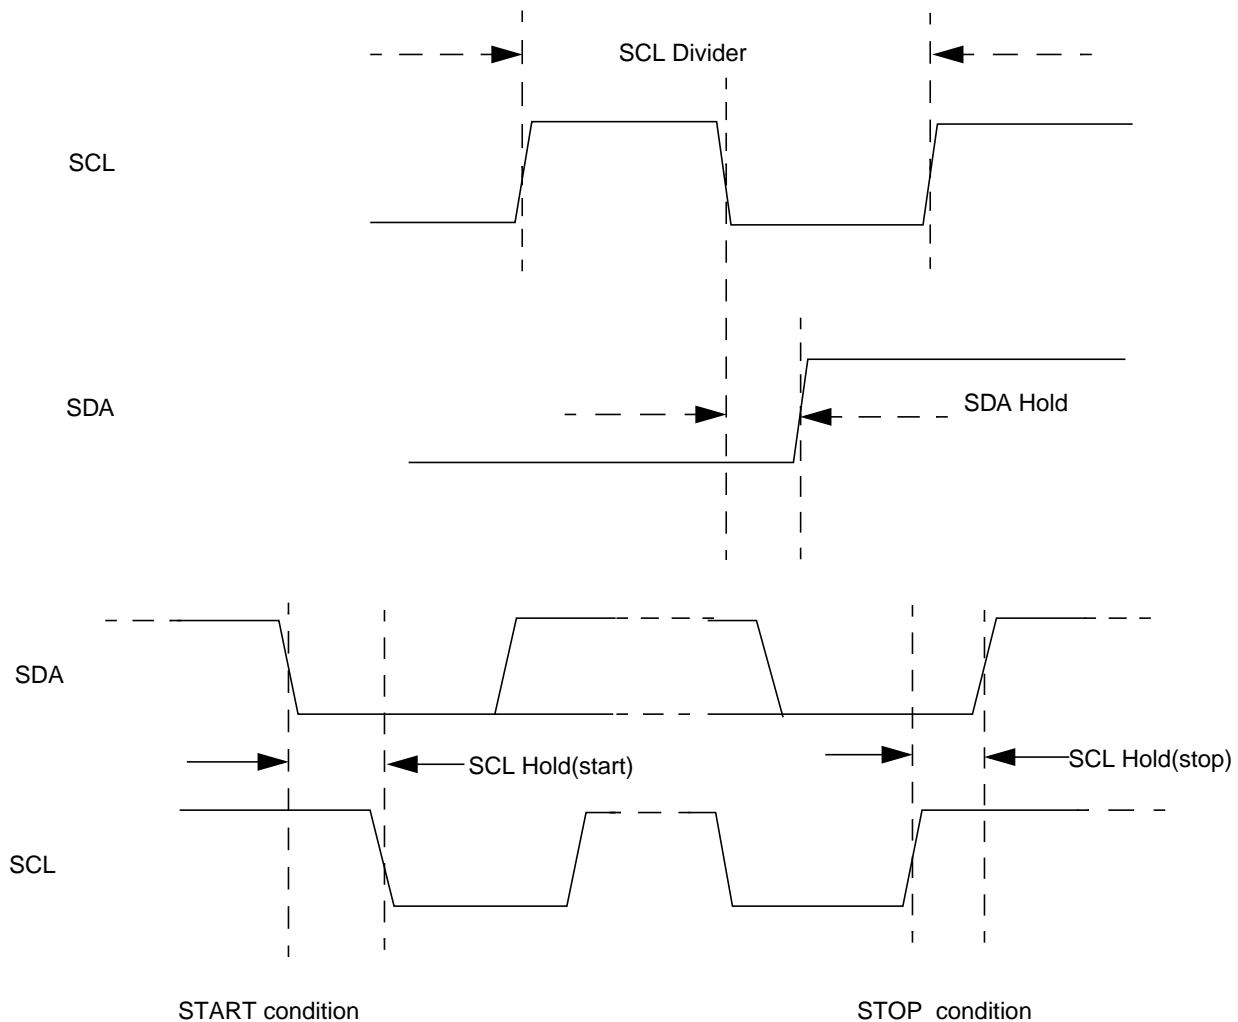 SCL Divider
SCL
SDA
SDA Hold
SDA
SCL Hold(start)
SCL Hold(stop)
SCL
START condition
STOP condition